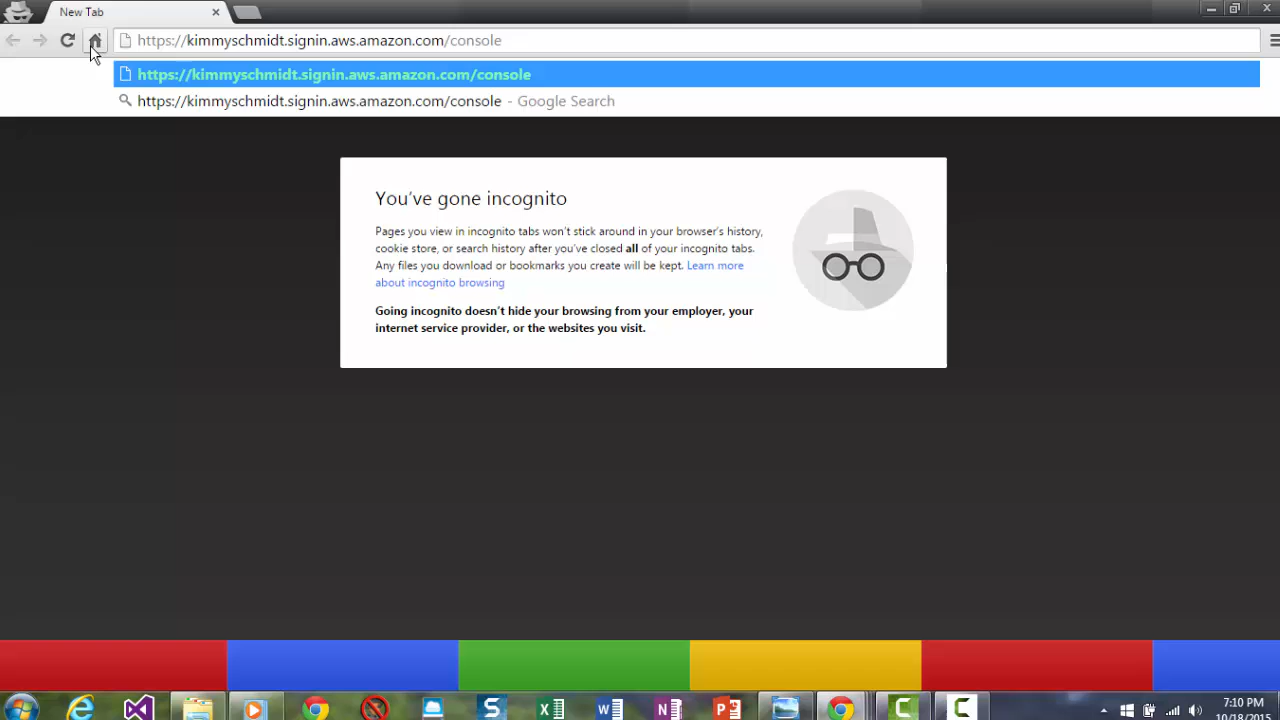 New Tab
https://kimmyschmidt.signin.aws.amazon.com/console
https://kimmyschmidt.signin.aws.amazon.com/console
https://kimmyschmidt.signin.aws.amazon.com/console - Google Search
You've gone incognito
Pages you view in incognito tabs won't stick around in your browser's history,
cookie store, or search history after you've closed all of your incognito tabs.
Any files you download or bookmarks you create will be kept. Learn more
about incognito browsing
Going incognito doesn't hide your browsing from your employer, your
internet service provider, or the websites you visit.
7:10 PM